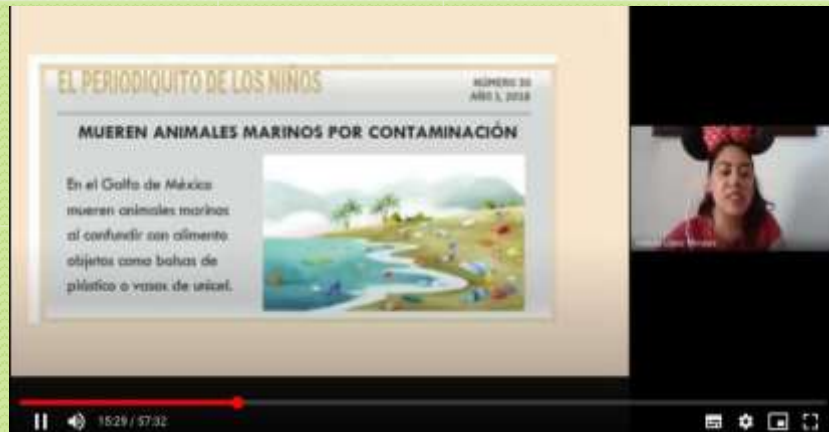 EL PERIODIQUITO DE LOS NIÑOS
NÚMERO 30
AÑO 1, 2018
MUEREN ANIMALES MARINOS POR CONTAMINACIÓN
En el Golfo de México
mueren animales marinos
al confundir con alimento
objetos como bolsas de
plástico o vasos de unicel.
15:29 / 57:32